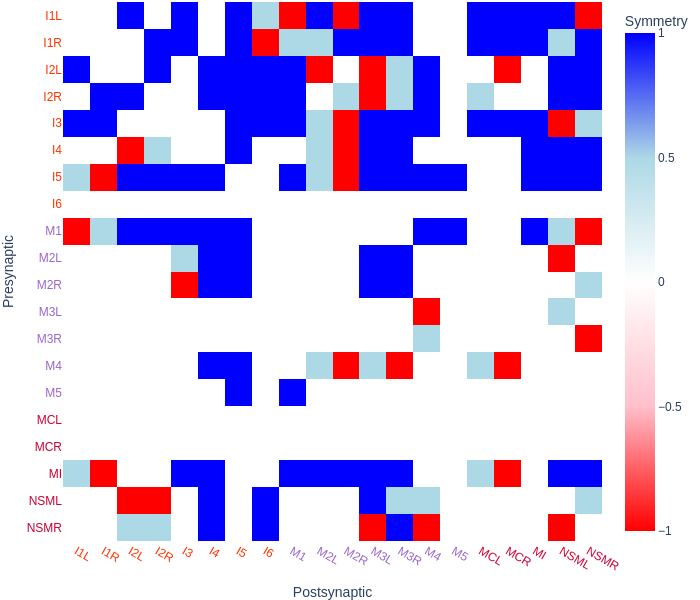 Symmetry
1
0.5
0
−0.5
−1
Presynaptic
I1L
I1R
I2L
I2R
I3
I4
I5
I6
M1
M2L
M2R
M3L
M3R
M4
M5
MCL
MCR
MI
NSML
NSMR
I1L
I1R
I2L
I2R
I3
I4
I5
I6
M1
M2L
M2R
M3L
M3R
M4
M5
MCL
MCR
MI
NSML
NSMR
Postsynaptic